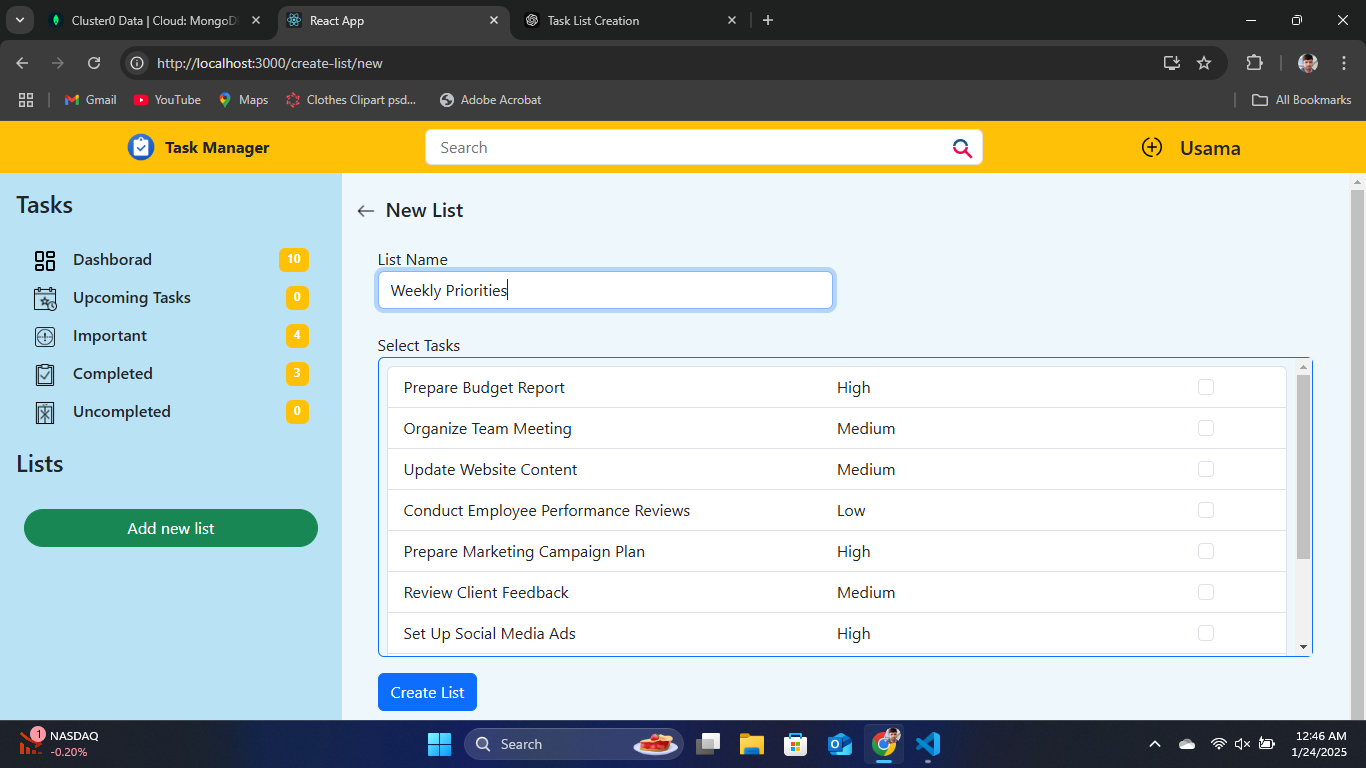 Cluster0 Data | Cloud: MongoD
React App
Task List Creation
http://localhost:3000/create-list/new
Gmail
YouTube
Maps
Clothes Clipart psd...
Adobe Acrobat
All Bookmarks
Task Manager
Search
Usama
Tasks
Dashborad 10
Upcoming Tasks 0
Important 4
Completed 3
Uncompleted 0
Lists
Add new list
New List
List Name
Weekly Priorities
Select Tasks
Prepare Budget Report High
Organize Team Meeting Medium
Update Website Content Medium
Conduct Employee Performance Reviews Low
Prepare Marketing Campaign Plan High
Review Client Feedback Medium
Set Up Social Media Ads High
Create List
1
NASDAQ
-0.20%
Search
12:46 AM
1/24/2025